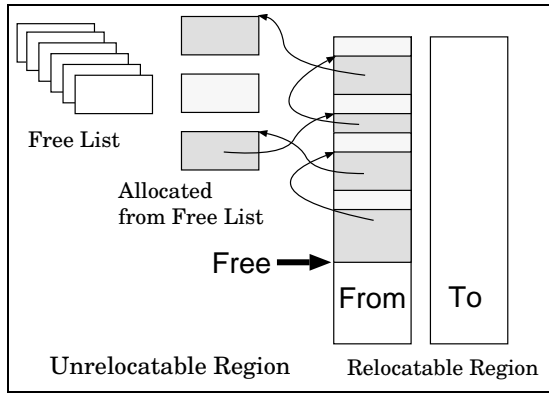 Free List
Allocated
from Free List
Free
From
To
Unrelocatable Region
Relocatable Region